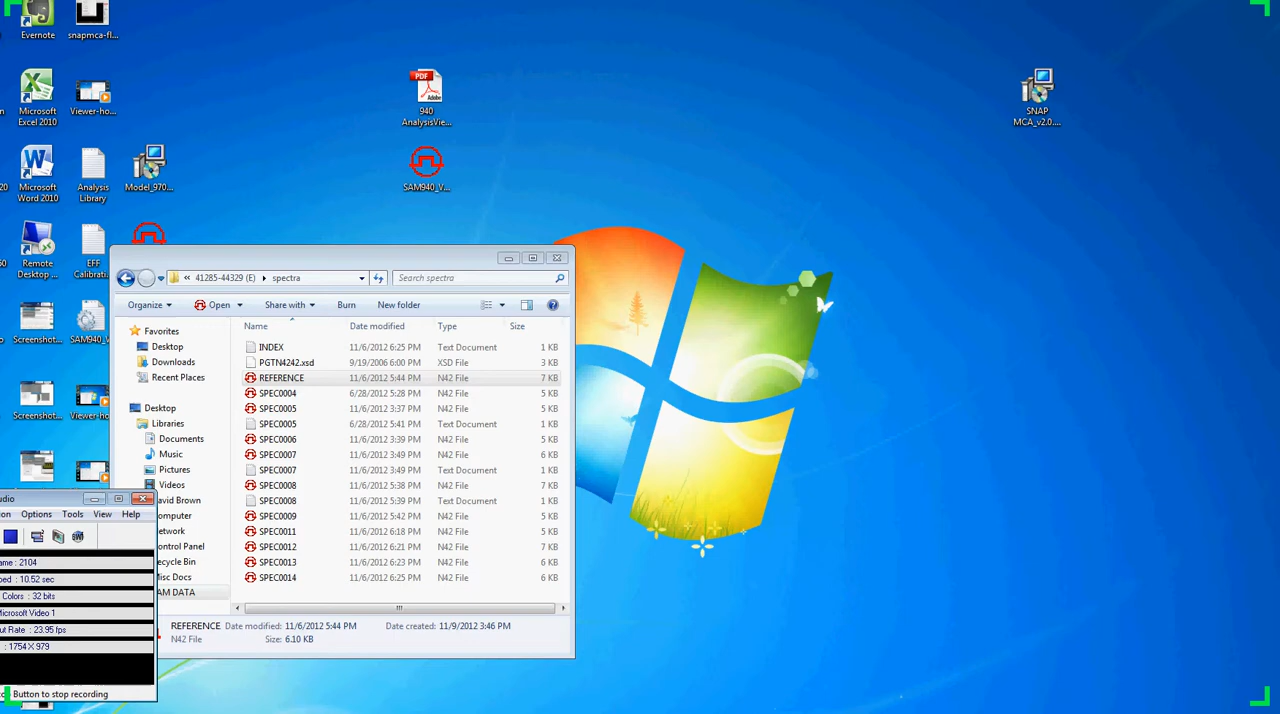 Evernote
snapmca-fl...
Microsoft
Excel 2010
Viewer-ho...
PDF
Adobe
940
AnalysisVie...
SNAP
MCA_v2.0....
20
Microsoft
Word 2010
Analysis
Library
Model_970...
SAM940_V...
60
Remote
Desktop ...
EFF
Calibrati...
Screenshot...
SAM940_V...
Screenshot...
Viewer-ho...
« 41285-44329 (E) spectra
Search spectra
Organize Open Share with Burn New folder
Name Date modified Type Size
Favorites
Desktop
Downloads
Recent Places
Desktop
Libraries
Documents
Music
Pictures
Videos
avid Brown
omputer
etwork
ontrol Panel
ecycle Bin
Misc Docs
AM DATA
INDEX 11/6/2012 6:25 PM Text Document 1 KB
PGTN4242.xsd 9/19/2006 6:00 PM XSD File 3 KB
REFERENCE 11/6/2012 5:44 PM N42 File 7 KB
SPEC0004 6/28/2012 5:28 PM N42 File 5 KB
SPEC0005 11/6/2012 3:37 PM N42 File 5 KB
SPEC0005 6/28/2012 5:41 PM Text Document 1 KB
SPEC0006 11/6/2012 3:39 PM N42 File 5 KB
SPEC0007 11/6/2012 3:49 PM N42 File 6 KB
SPEC0007 11/6/2012 3:49 PM Text Document 1 KB
SPEC0008 11/6/2012 5:38 PM N42 File 6 KB
SPEC0008 11/6/2012 5:39 PM Text Document 1 KB
SPEC0009 11/6/2012 5:42 PM N42 File 5 KB
SPEC0011 11/6/2012 6:18 PM N42 File 5 KB
SPEC0012 11/6/2012 6:21 PM N42 File 7 KB
SPEC0013 11/6/2012 6:23 PM N42 File 6 KB
SPEC0014 11/6/2012 6:25 PM N42 File 6 KB
REFERENCE Date modified: 11/6/2012 5:44 PM Date created: 11/9/2012 3:46 PM
N42 File Size: 6.10 KB
udio
on Options Tools View Help
ame : 2104
sed : 10.52 sec
Colors : 32 bits
Microsoft Video 1
ut Rate : 23.95 fps
: 1754 X 979
Button to stop recording